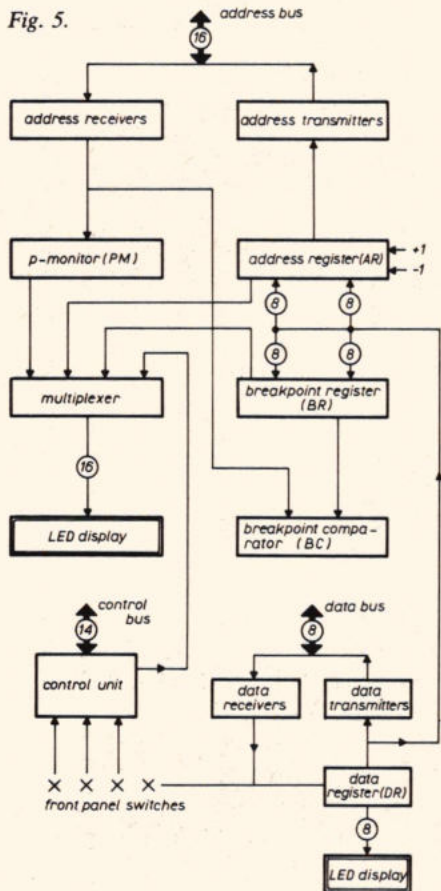 Fig. 5.
address bus
16
address receivers
address transmitters
p-monitor (PM)
address register (AR)
+1
-1
8
8
8
8
multiplexer
breakpoint register
(BR)
16
LED display
breakpoint compa-
rator (BC)
control
bus
14
data bus
8
control unit
data
receivers
data
transmitters
front panel switches
data
register (DR)
8
LED display